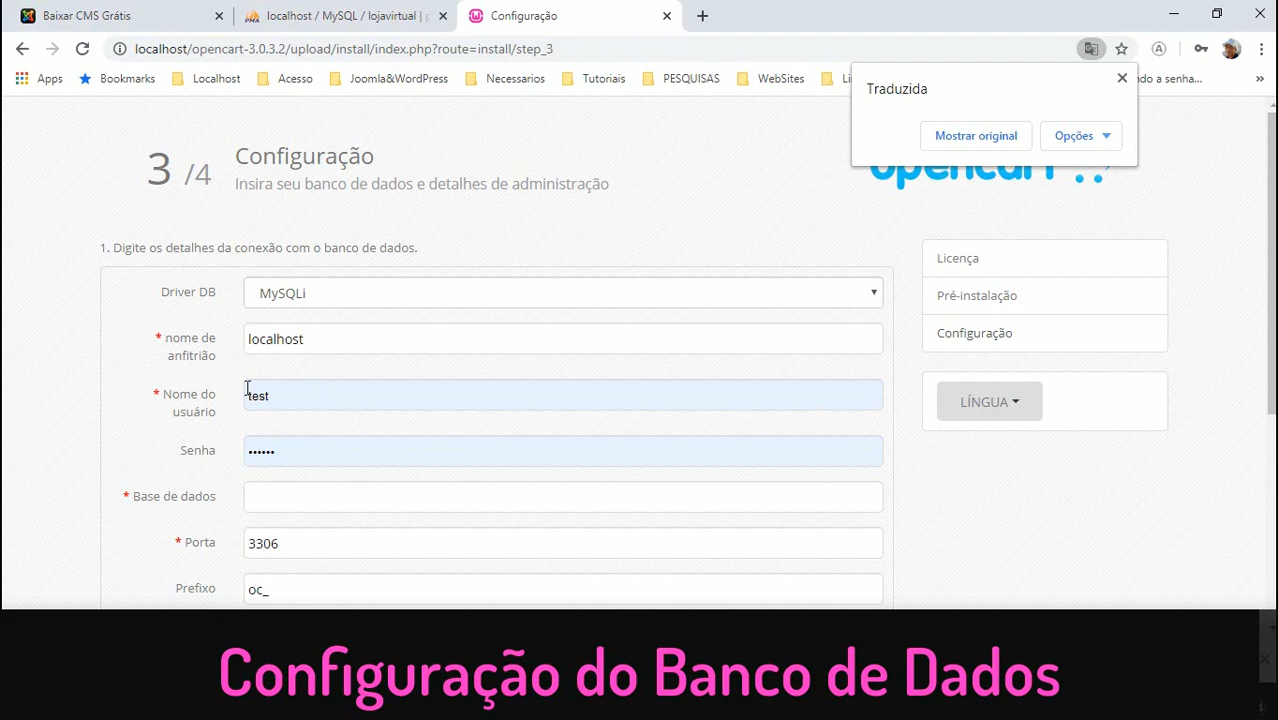 Baixar CMS Grátis
localhost / MySQL / lojavirtual | p
Configuração
localhost/opencart-3.0.3.2/upload/install/index.php?route=install/step_3
Apps
Bookmarks
Localhost
Acesso
Joomla&WordPress
Necessarios
Tutoriais
PESQUISAS
WebSites
ndo a senha...
Traduzida
Mostrar original
Opções
3 /4
Configuração
Insira seu banco de dados e detalhes de administração
opencart
1. Digite os detalhes da conexão com o banco de dados.
Driver DB
MySQLi
* nome de
anfitrião
localhost
* Nome do
usuário
test
Senha
••••••
* Base de dados
* Porta
3306
Prefixo
oc_
Licença
Pré-instalação
Configuração
LÍNGUA
Configuração do Banco de Dados